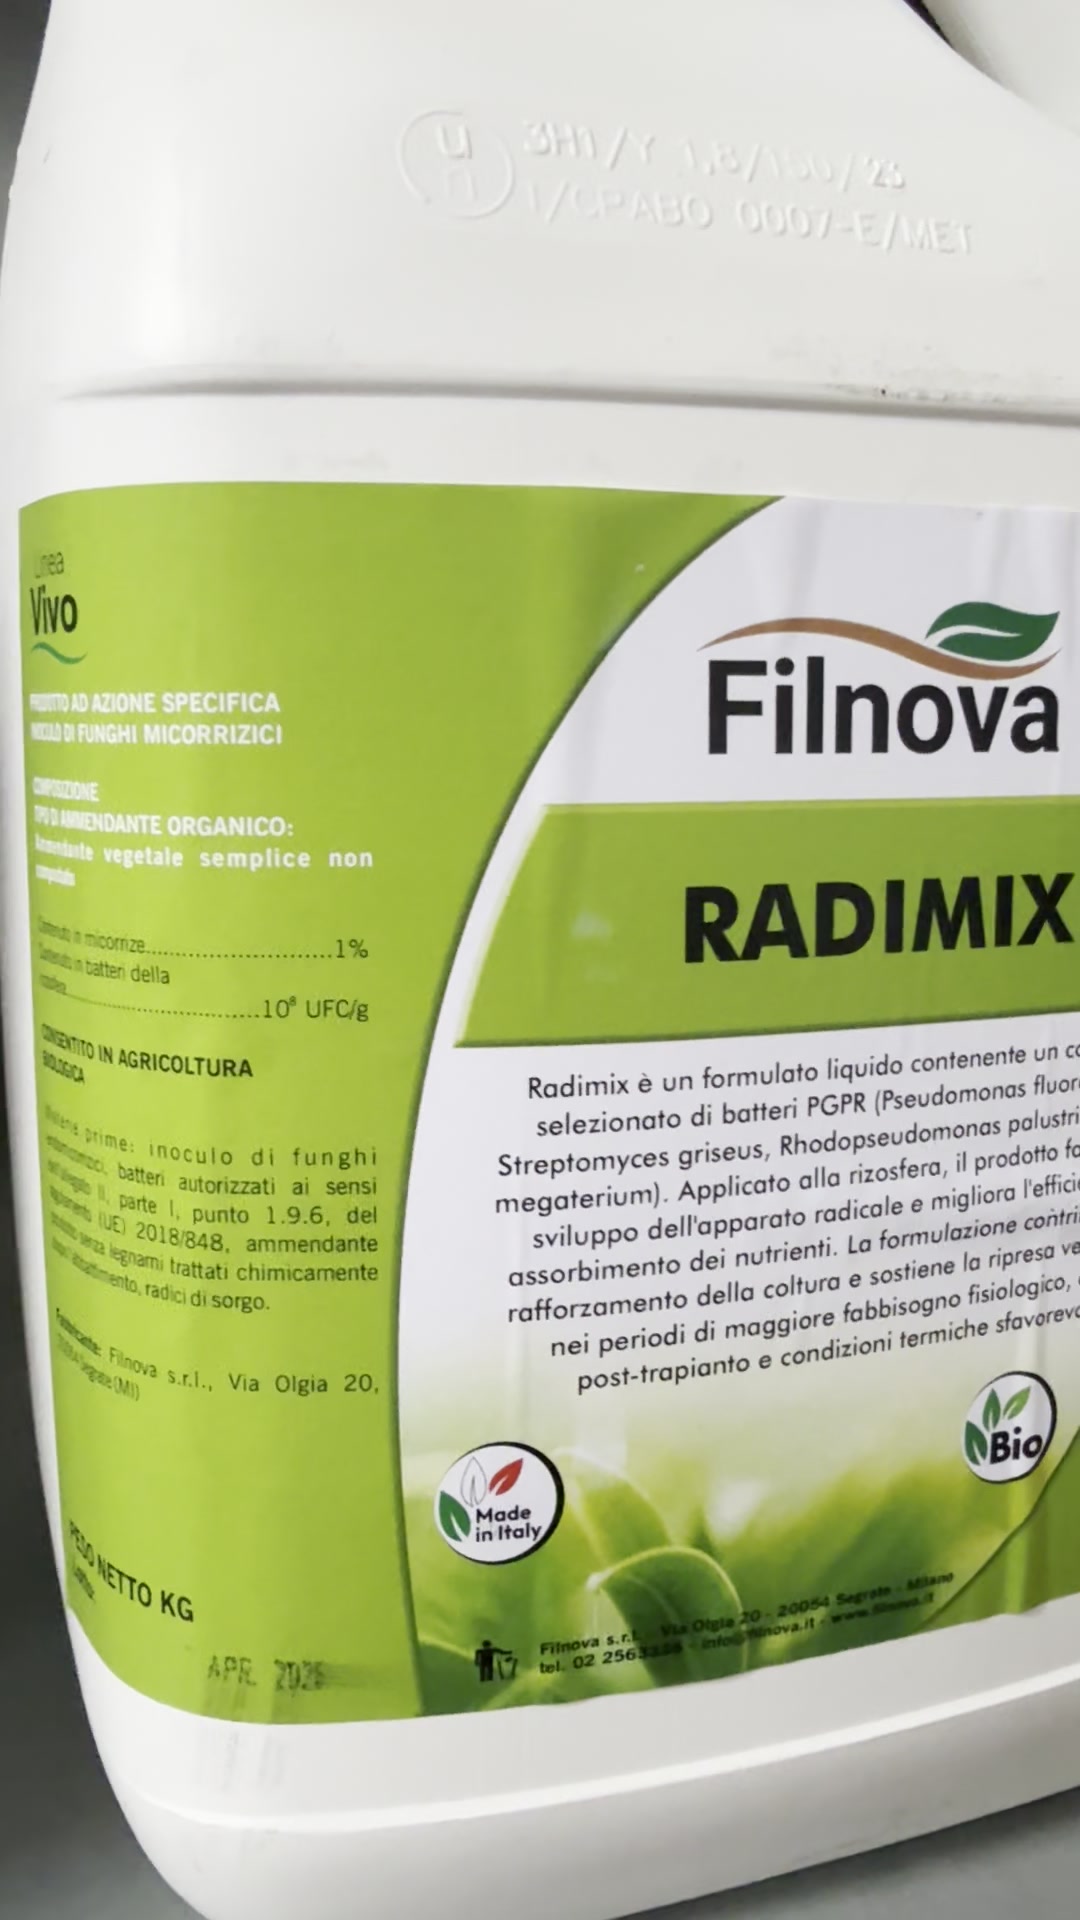 3H1/Y 1,8/150/23
I/CPABO 0007-E/MET
Linea
Vivo
PRODOTTO AD AZIONE SPECIFICA
INOCULO DI FUNGHI MICORRIZICI
COMPOSIZIONE
TIPO DI AMMENDANTE ORGANICO:
Ammendante vegetale semplice non
compostato
Contenuto in micorrize 1%
Contenuto in batteri della
rizosfera 10⁸ UFC/g
CONSENTITO IN AGRICOLTURA
BIOLOGICA
Materie prime: inoculo di funghi
batteri autorizzati ai sensi
dell'allegato II, parte I, punto 1.9.6, del
regolamento (UE) 2018/848, ammendante
senza legnami trattati chimicamente
dopo abbattimento, radici di sorgo.
Fabbricante: Filnova s.r.l., Via Olgia 20,
20054 Segrate (MI)
PESO NETTO KG
Lotto:
APR
Filnova
RADIMIX
Radimix è un formulato liquido contenente un co
selezionato di batteri PGPR (Pseudomonas fluor
Streptomyces griseus, Rhodopseudomonas palustri
megaterium). Applicato alla rizosfera, il prodotto fa
sviluppo dell'apparato radicale e migliora l'effici
assorbimento dei nutrienti. La formulazione contri
rafforzamento della coltura e sostiene la ripresa ve
nei periodi di maggiore fabbisogno fisiologico,
post-trapianto e condizioni termiche sfavorevo
Bio
Made
in Italy
Filnova s.r.l. Via Olgia 20 - 20054 Segrate - Milano
tel. 02 - info@filnova.it - www.filnova.it